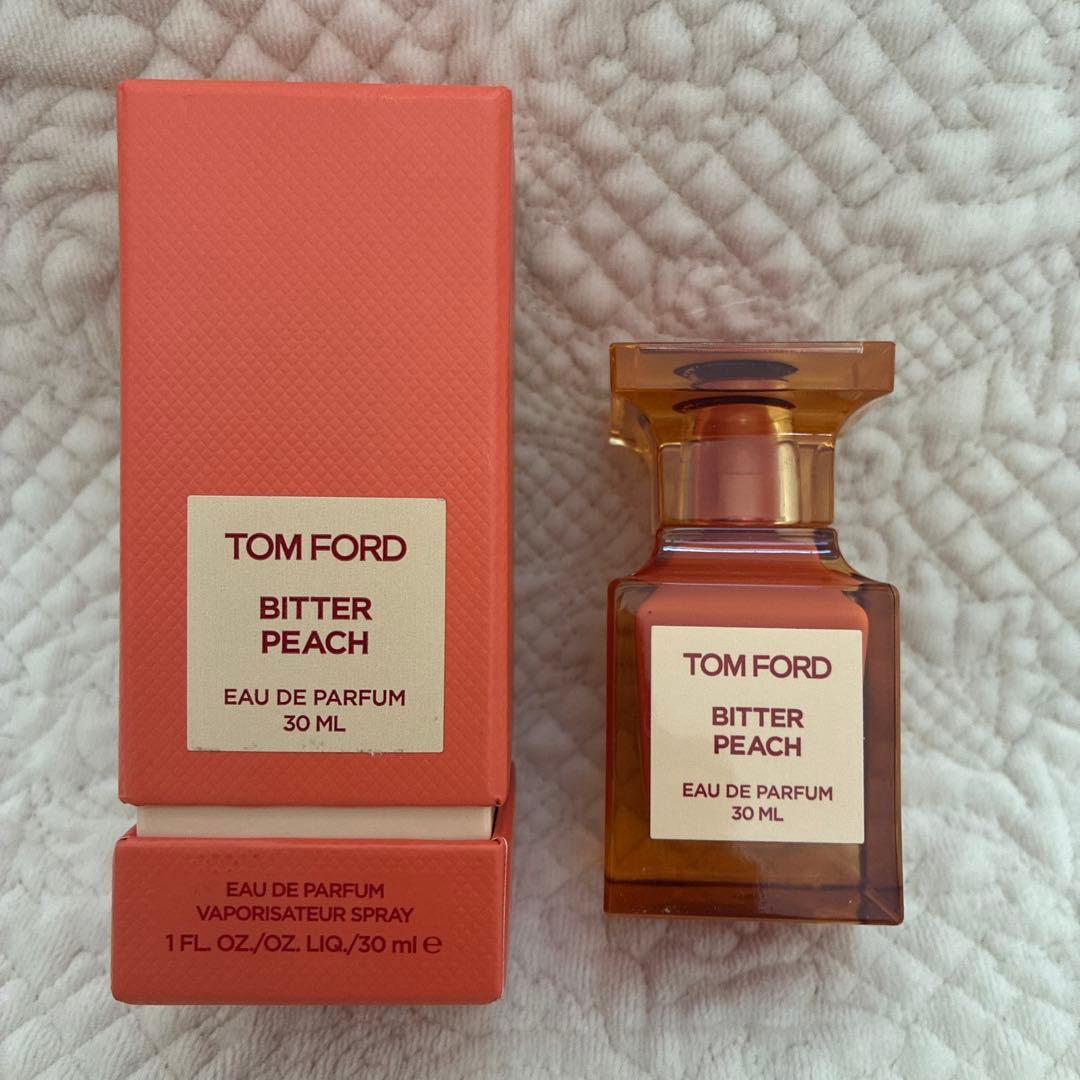 TOM FORD
BITTER
PEACH
EAU DE PARFUM
30 ML
EAU DE PARFUM
VAPORISATEUR SPRAY
1 FL. OZ./OZ. LIQ./30 ml ℮
TOM FORD
BITTER
PEACH
EAU DE PARFUM
30 ML